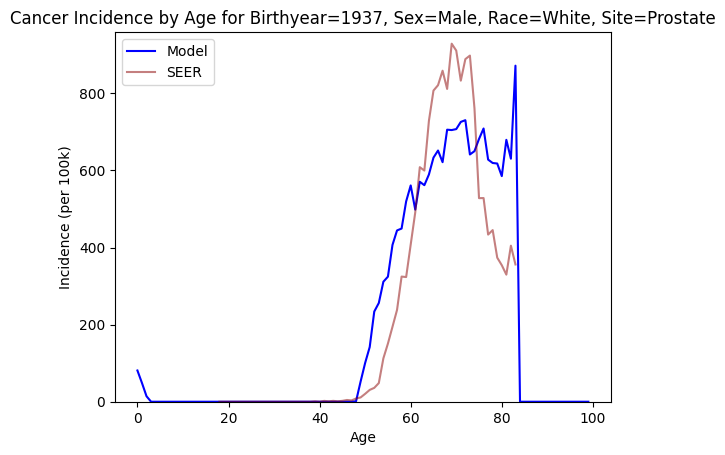 Cancer Incidence by Age for Birthyear=1937, Sex=Male, Race=White, Site=Prostate
Model
SEER
Incidence (per 100k)
800
600
400
200
0
0 20 40 60 80 100
Age